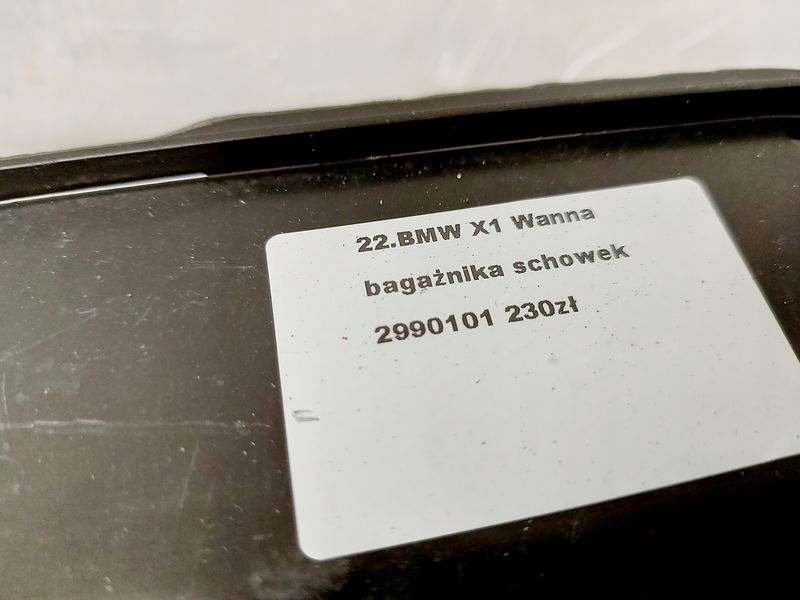 22.BMW X1 Wanna
bagażnika schowek
2990101 230zł